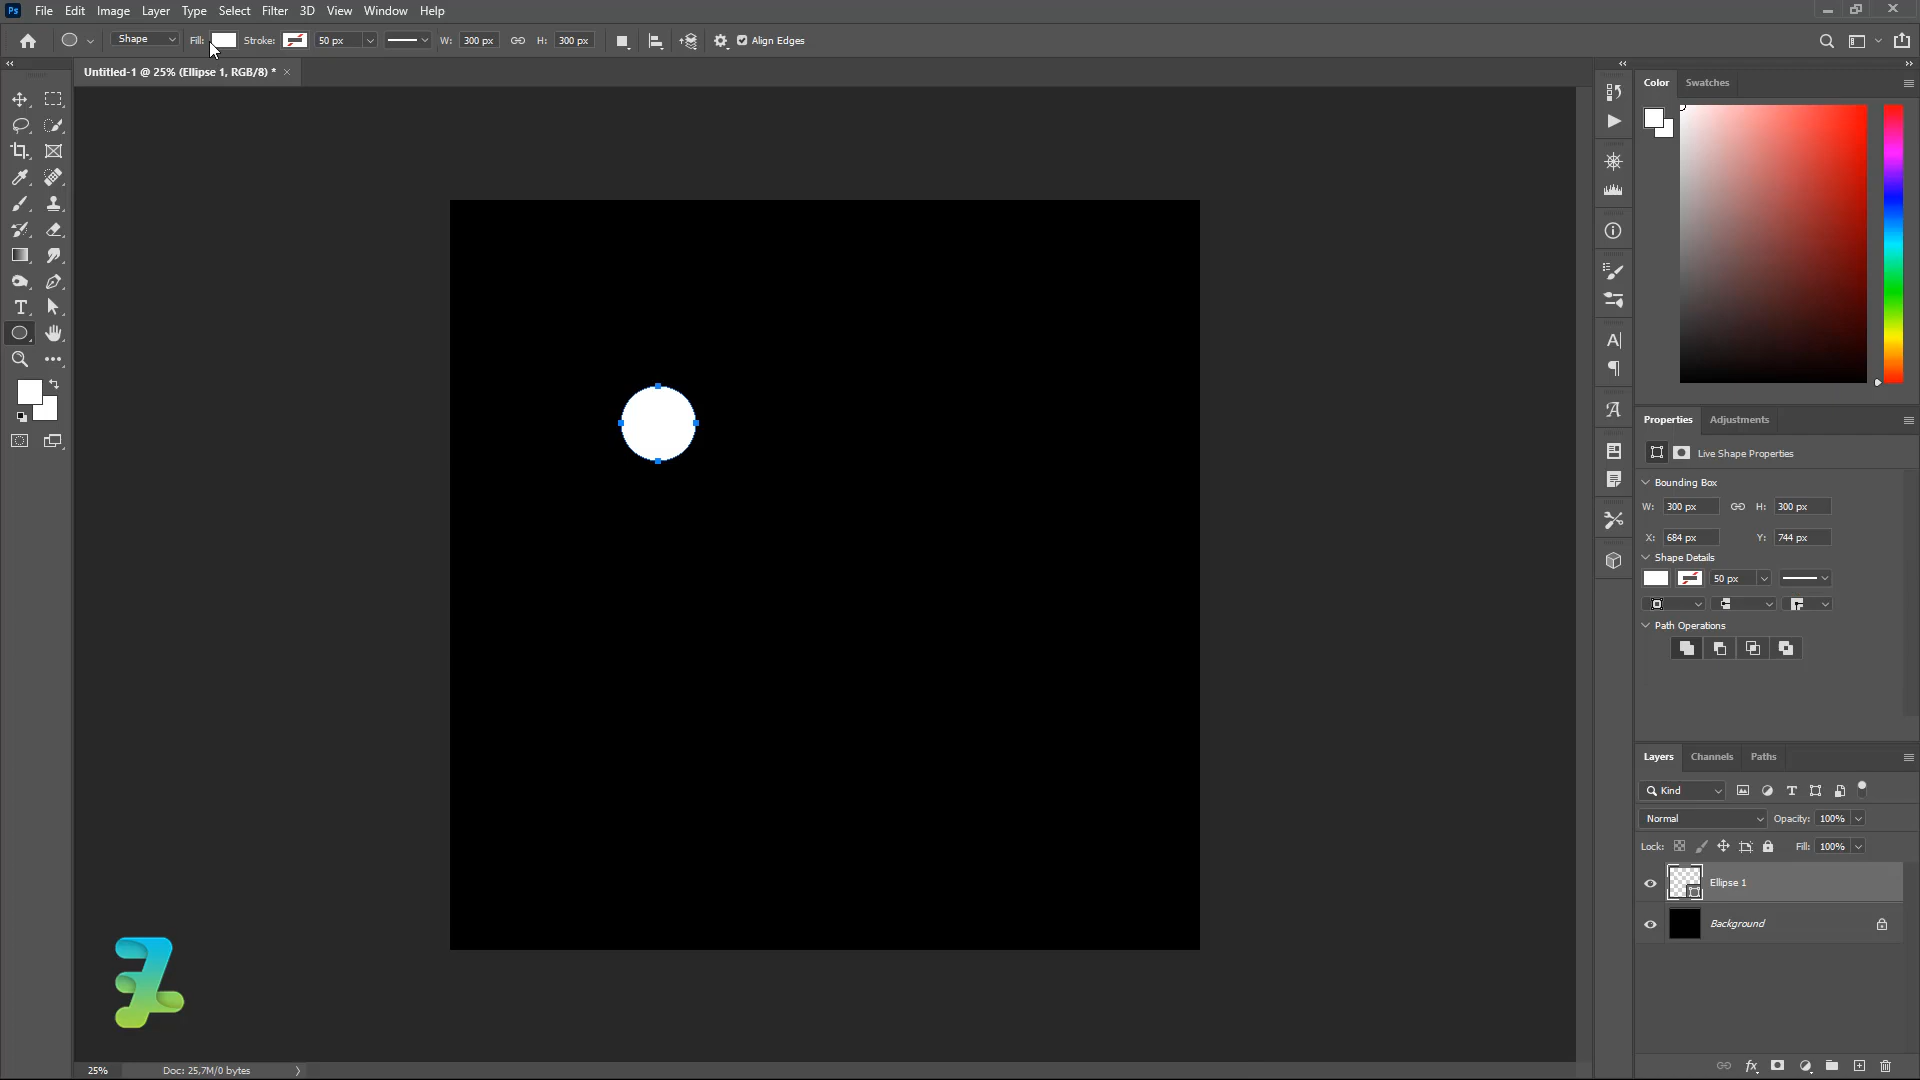 Ps File Edit Image Layer Type Select Filter 3D View Window Help
Shape Fill: Stroke: 50 px W: 300 px H: 300 px Align Edges
Untitled-1 @ 25% (Ellipse 1, RGB/8) *
Color Swatches
Properties Adjustments
Live Shape Properties
Bounding Box
W: 300 px H: 300 px
X: 684 px Y: 744 px
Shape Details
50 px
Path Operations
Layers Channels Paths
Kind
Normal Opacity: 100%
Lock: Fill: 100%
Ellipse 1
Background
25% Doc: 25,7M/0 bytes